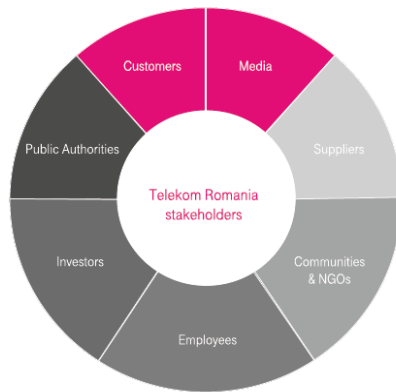 Customers
Media
Public Authorities
Suppliers
Telekom Romania
stakeholders
Investors
Communities
& NGOs
Employees